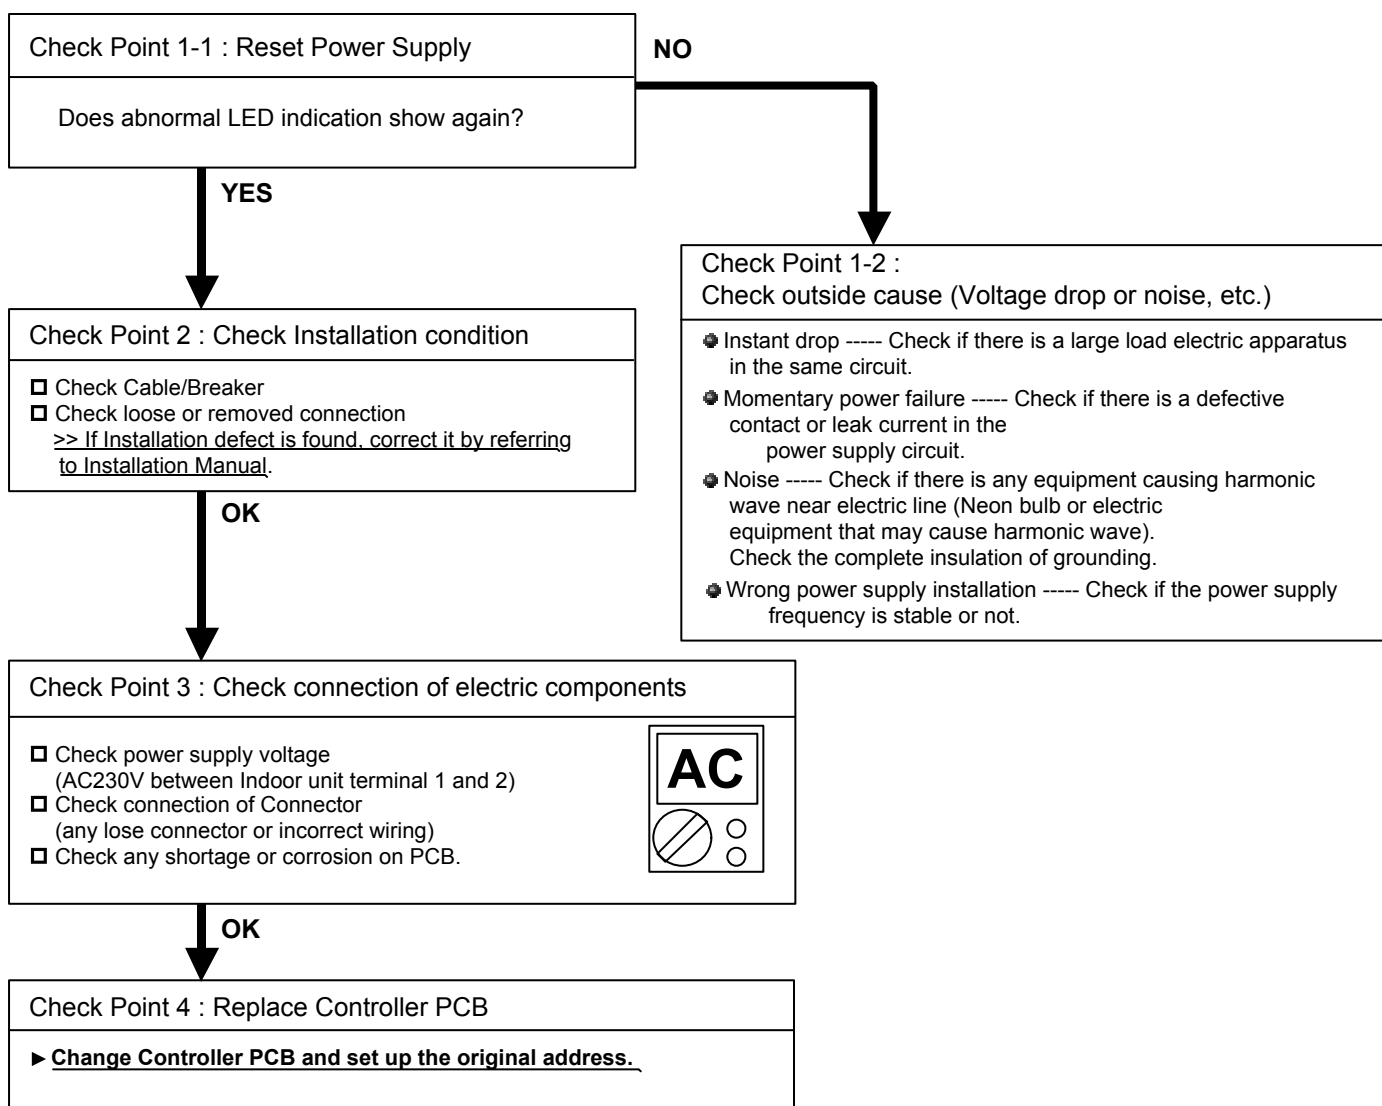 Check Point 1-1 : Reset Power Supply
Does abnormal LED indication show again?
NO
YES
Check Point 1-2 :
Check outside cause (Voltage drop or noise, etc.)
Instant drop ----- Check if there is a large load electric apparatus
in the same circuit.
Momentary power failure ----- Check if there is a defective
contact or leak current in the
power supply circuit.
Noise ----- Check if there is any equipment causing harmonic
wave near electric line (Neon bulb or electric
equipment that may cause harmonic wave).
Check the complete insulation of grounding.
Wrong power supply installation ----- Check if the power supply
frequency is stable or not.
Check Point 2 : Check Installation condition
Check Cable/Breaker
Check loose or removed connection
>> If Installation defect is found, correct it by referring
to Installation Manual.
OK
Check Point 3 : Check connection of electric components
Check power supply voltage
(AC230V between Indoor unit terminal 1 and 2)
Check connection of Connector
(any lose connector or incorrect wiring)
Check any shortage or corrosion on PCB.
AC
OK
Check Point 4 : Replace Controller PCB
►Change Controller PCB and set up the original address.